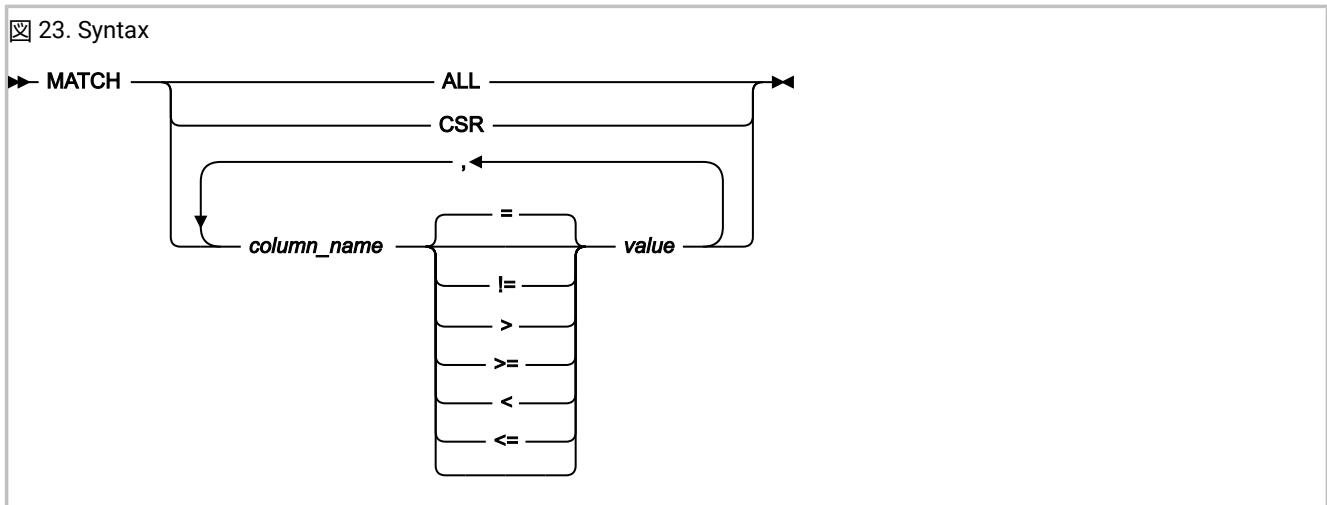 図 23. Syntax
MATCH
ALL
CSR
,
=
column_name
value
!=
>
>=
<
<=